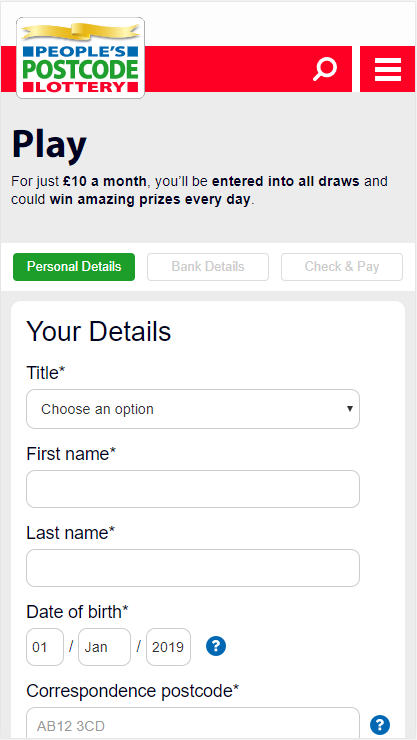 PEOPLE'S
POSTCODE
LOTTERY
Play
For just £10 a month, you'll be entered into all draws and
could win amazing prizes every day.
Personal Details Bank Details Check & Pay
Your Details
Title*
Choose an option
First name*
Last name*
Date of birth*
01 / Jan / 2019 ?
Correspondence postcode*
AB12 3CD ?